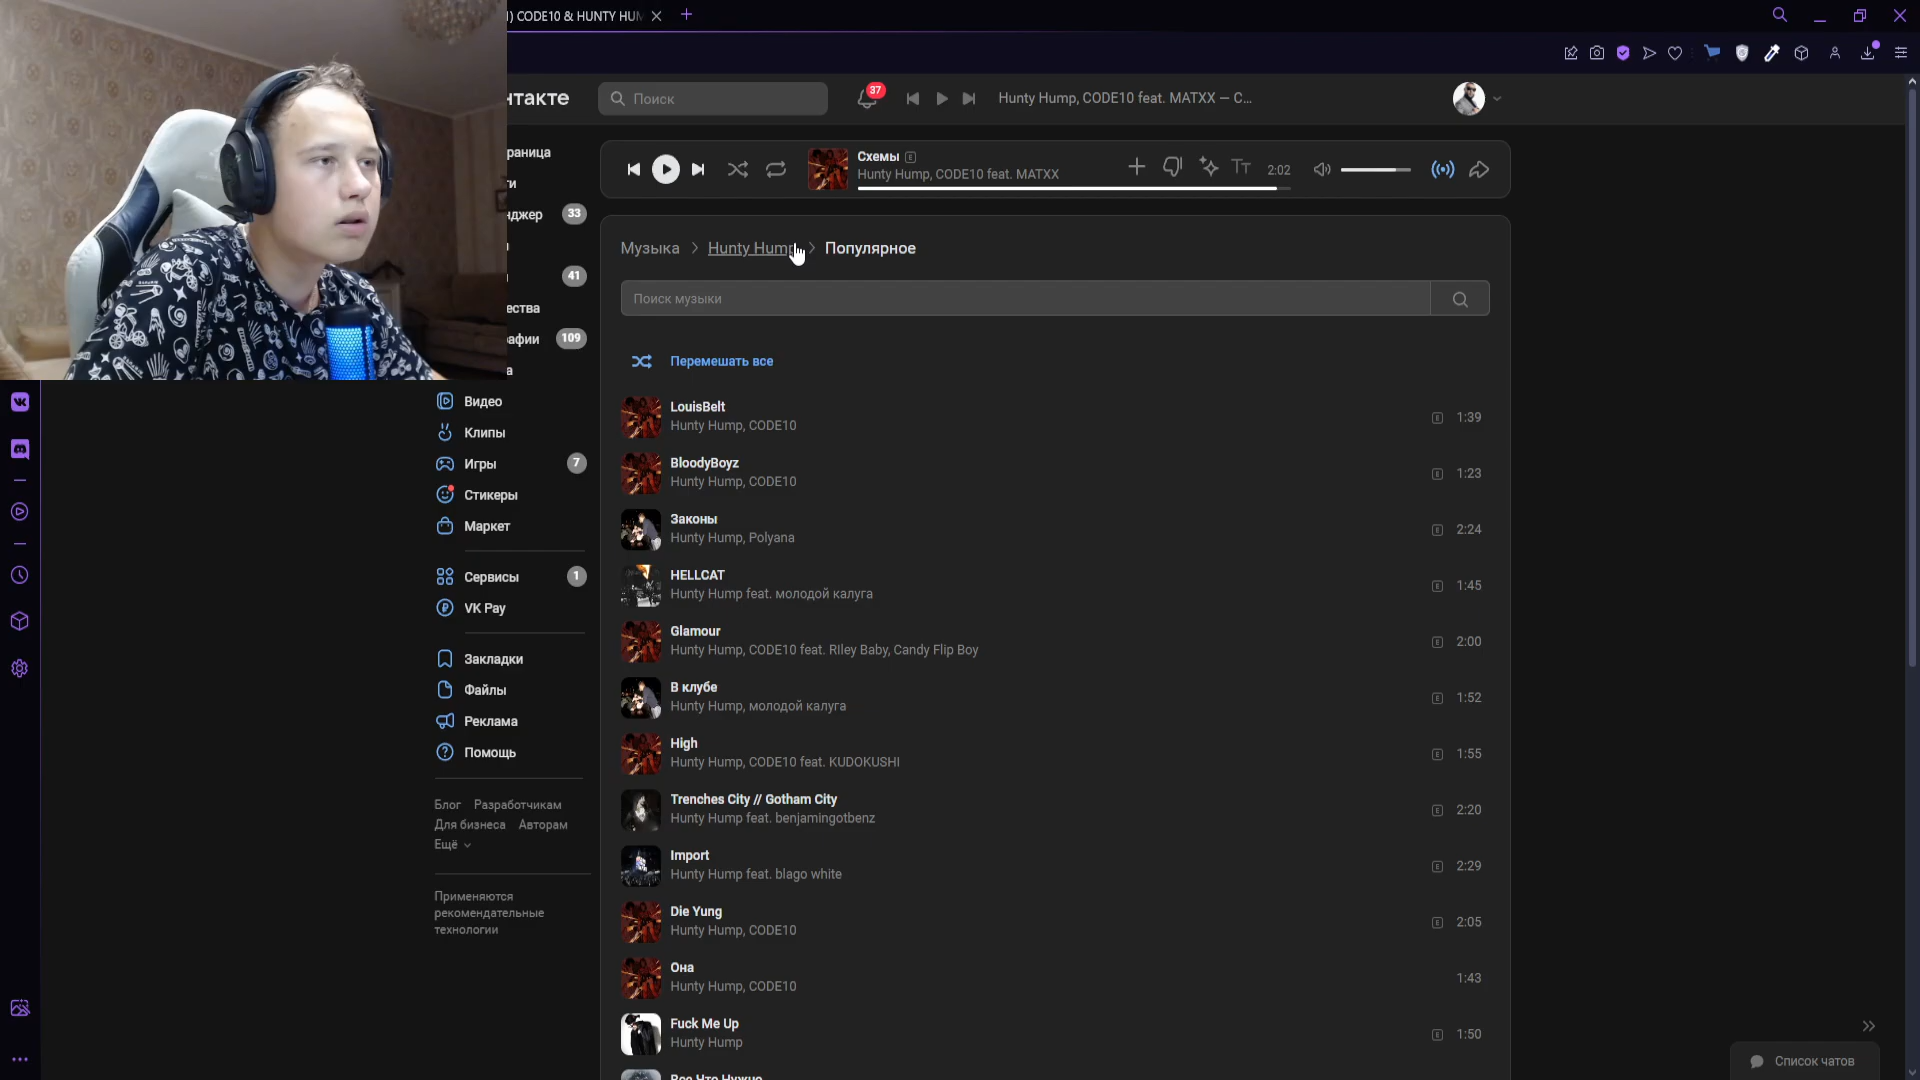 ) CODE10 & HUNTY HU
нтакте
Поиск
37
Hunty Hump, CODE10 feat. MATXX — C...
раница
нджер
33
41
ества
афии
109
а
Видео
Клипы
Игры
7
Стикеры
Маркет
Сервисы
1
VK Pay
Закладки
Файлы
Реклама
Помощь
Блог Разработчикам
Для бизнеса Авторам
Ещё
Применяются
рекомендательные
технологии
Схемы E
Hunty Hump, CODE10 feat. MATXX
Тт
2:02
Музыка
Hunty Hump
Популярное
Поиск музыки
Перемешать все
LouisBelt
Hunty Hump, CODE10
E 1:39
BloodyBoyz
Hunty Hump, CODE10
E 1:23
Законы
Hunty Hump, Polyana
E 2:24
HELLCAT
Hunty Hump feat. молодой калуга
E 1:45
Glamour
Hunty Hump, CODE10 feat. RIley Baby, Candy Flip Boy
E 2:00
В клубе
Hunty Hump, молодой калуга
E 1:52
High
Hunty Hump, CODE10 feat. KUDOKUSHI
E 1:55
Trenches City // Gotham City
Hunty Hump feat. benjamingotbenz
E 2:20
Import
Hunty Hump feat. blago white
E 2:29
Die Yung
Hunty Hump, CODE10
E 2:05
Она
Hunty Hump, CODE10
1:43
Fuck Me Up
Hunty Hump
E 1:50
Все Что Нужно
Список чатов